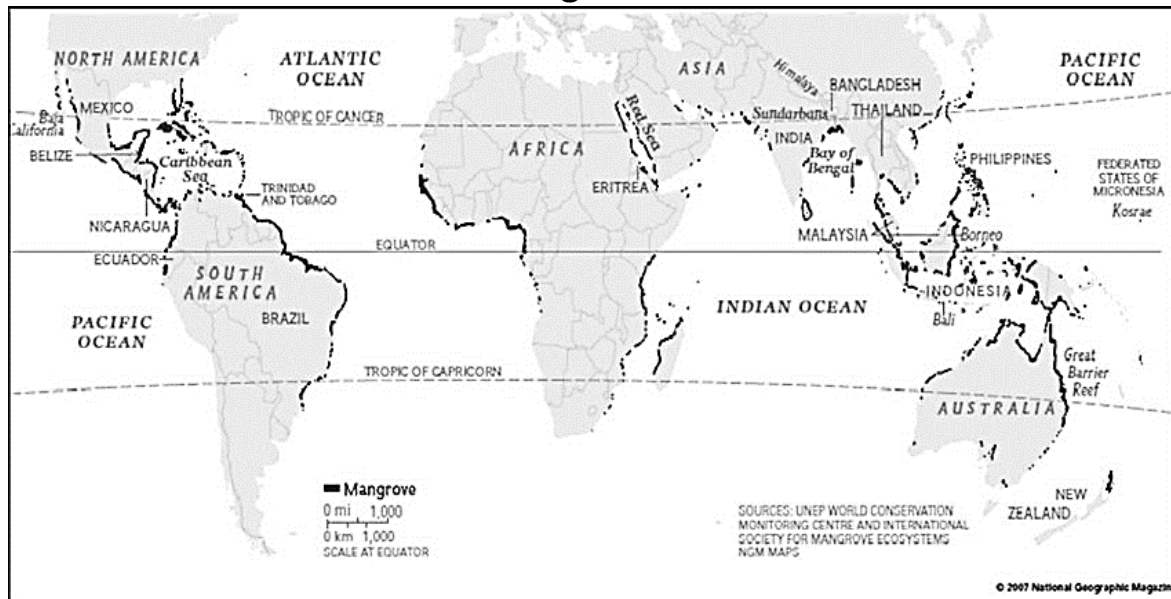 NORTH AMERICA
ATLANTIC
OCEAN
ASIA
Himalaya
BANGLADESH
PACIFIC
OCEAN
MEXICO
Baja
California
TROPIC OF CANCER
Red Sea
Sundarbans
THAILAND
INDIA
BELIZE
Caribbean
Sea
AFRICA
Bay of
Bengal
PHILIPPINES
FEDERATED
STATES OF
MICRONESIA
Kosrae
TRINIDAD
AND TOBAGO
ERITREA
NICARAGUA
MALAYSIA
Borneo
EQUATOR
ECUADOR
SOUTH
AMERICA
BRAZIL
INDIAN OCEAN
INDONESIA
Bali
PACIFIC
OCEAN
TROPIC OF CAPRICORN
Great
Barrier
Reef
AUSTRALIA
Mangrove
0 mi 1,000
0 km 1,000
SCALE AT EQUATOR
NEW
ZEALAND
SOURCES: UNEP WORLD CONSERVATION
MONITORING CENTRE AND INTERNATIONAL
SOCIETY FOR MANGROVE ECOSYSTEMS
NGM MAPS
© 2007 National Geographic Magazin